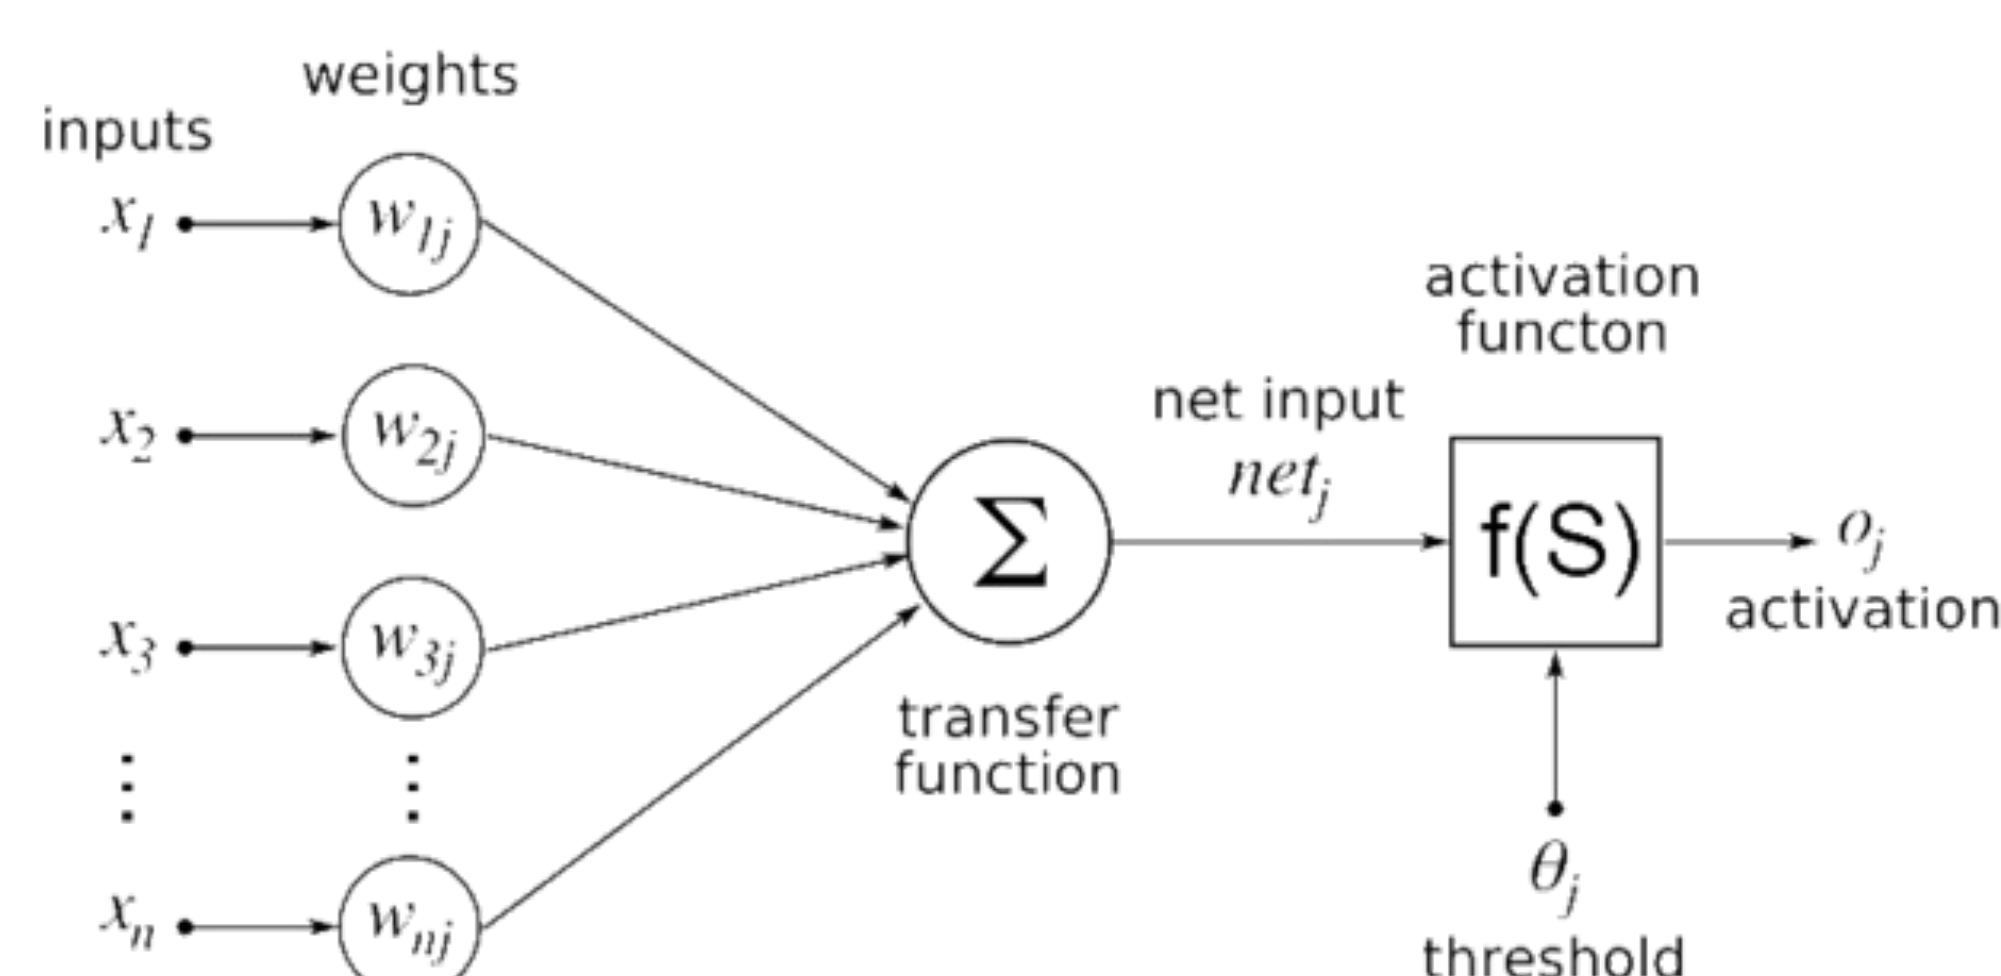 weights
inputs
x1
w1j
x2
w2j
x3
w3j
⋮
⋮
xn
wnj
Σ
transfer
function
net input
netj
activation
functon
f(S)
oj
activation
θj
threshold